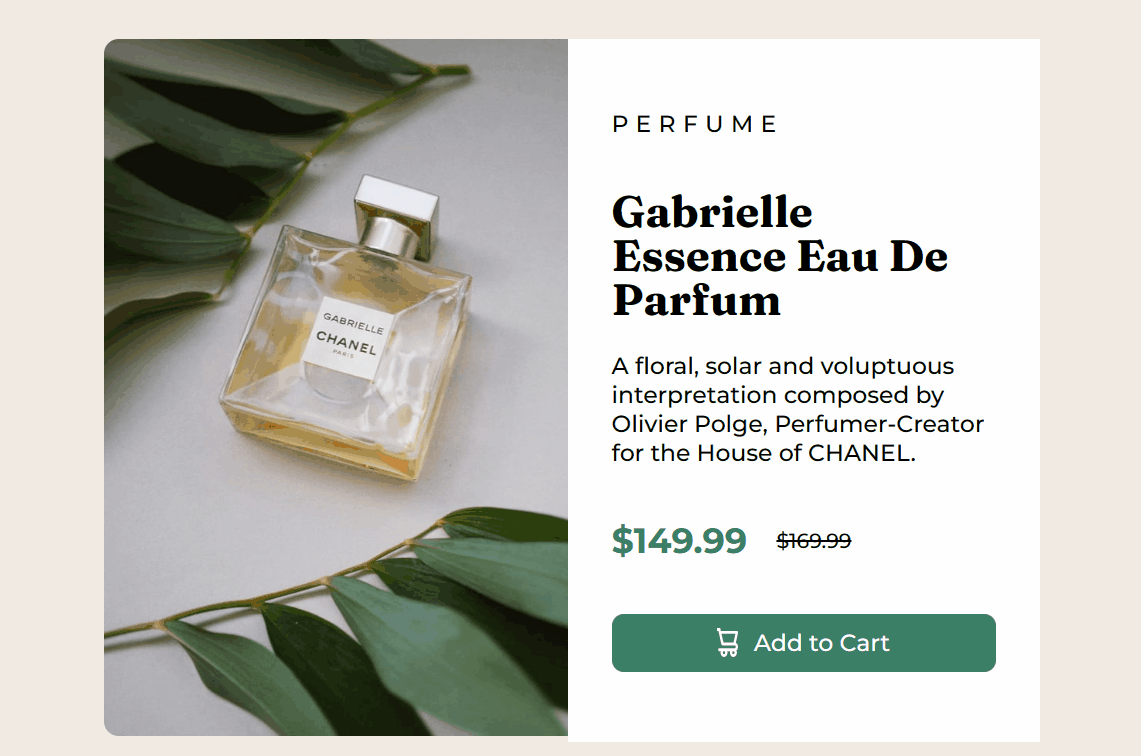 GABRIELLE
CHANEL
PARIS
PERFUME
Gabrielle
Essence Eau De
Parfum
A floral, solar and voluptuous
interpretation composed by
Olivier Polge, Perfumer-Creator
for the House of CHANEL.
$149.99 $169.99
Add to Cart